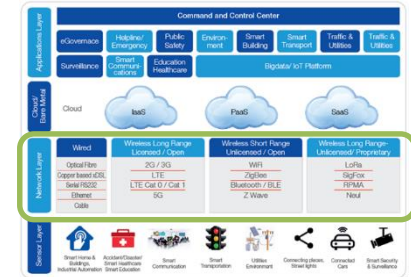 Applications Layer
Command and Control Center
eGovernace
Helpline/
Emergency
Public
Safety
Environ-
ment
Smart
Building
Smart
Transport
Traffic &
Utilities
Traffic &
Utilities
Surveillance
Smart
Communi-
cations
Education
Healthcare
Bigdata/ IoT Platform
Cloud/
Bare Metal
Cloud
IaaS
PaaS
SaaS
Network Layer
Wired
Optical Fibre
Copper based xDSL
Serial RS232
Ethernet
Cable
Wireless Long Range
Licensed / Open
2G / 3G
LTE
LTE Cat 0 / Cat 1
5G
Wireless Short Range
Unlicensed / Open
WiFi
ZigBee
Bluetooth / BLE
Z Wave
Wireless Long Range-
Unlicensed/ Proprietary
LoRa
SigFox
RPMA
Neul
Sensor Layer
Smart Home &
Buildings,
Industrial Automation
Accident/Disaster/
Smart Healthcare
Smart Education
Smart
Communication
Smart
Transportation
Utilities
Environment
Connecting places,
Street lights
Connected
Cars
Smart Security
& Surveillance